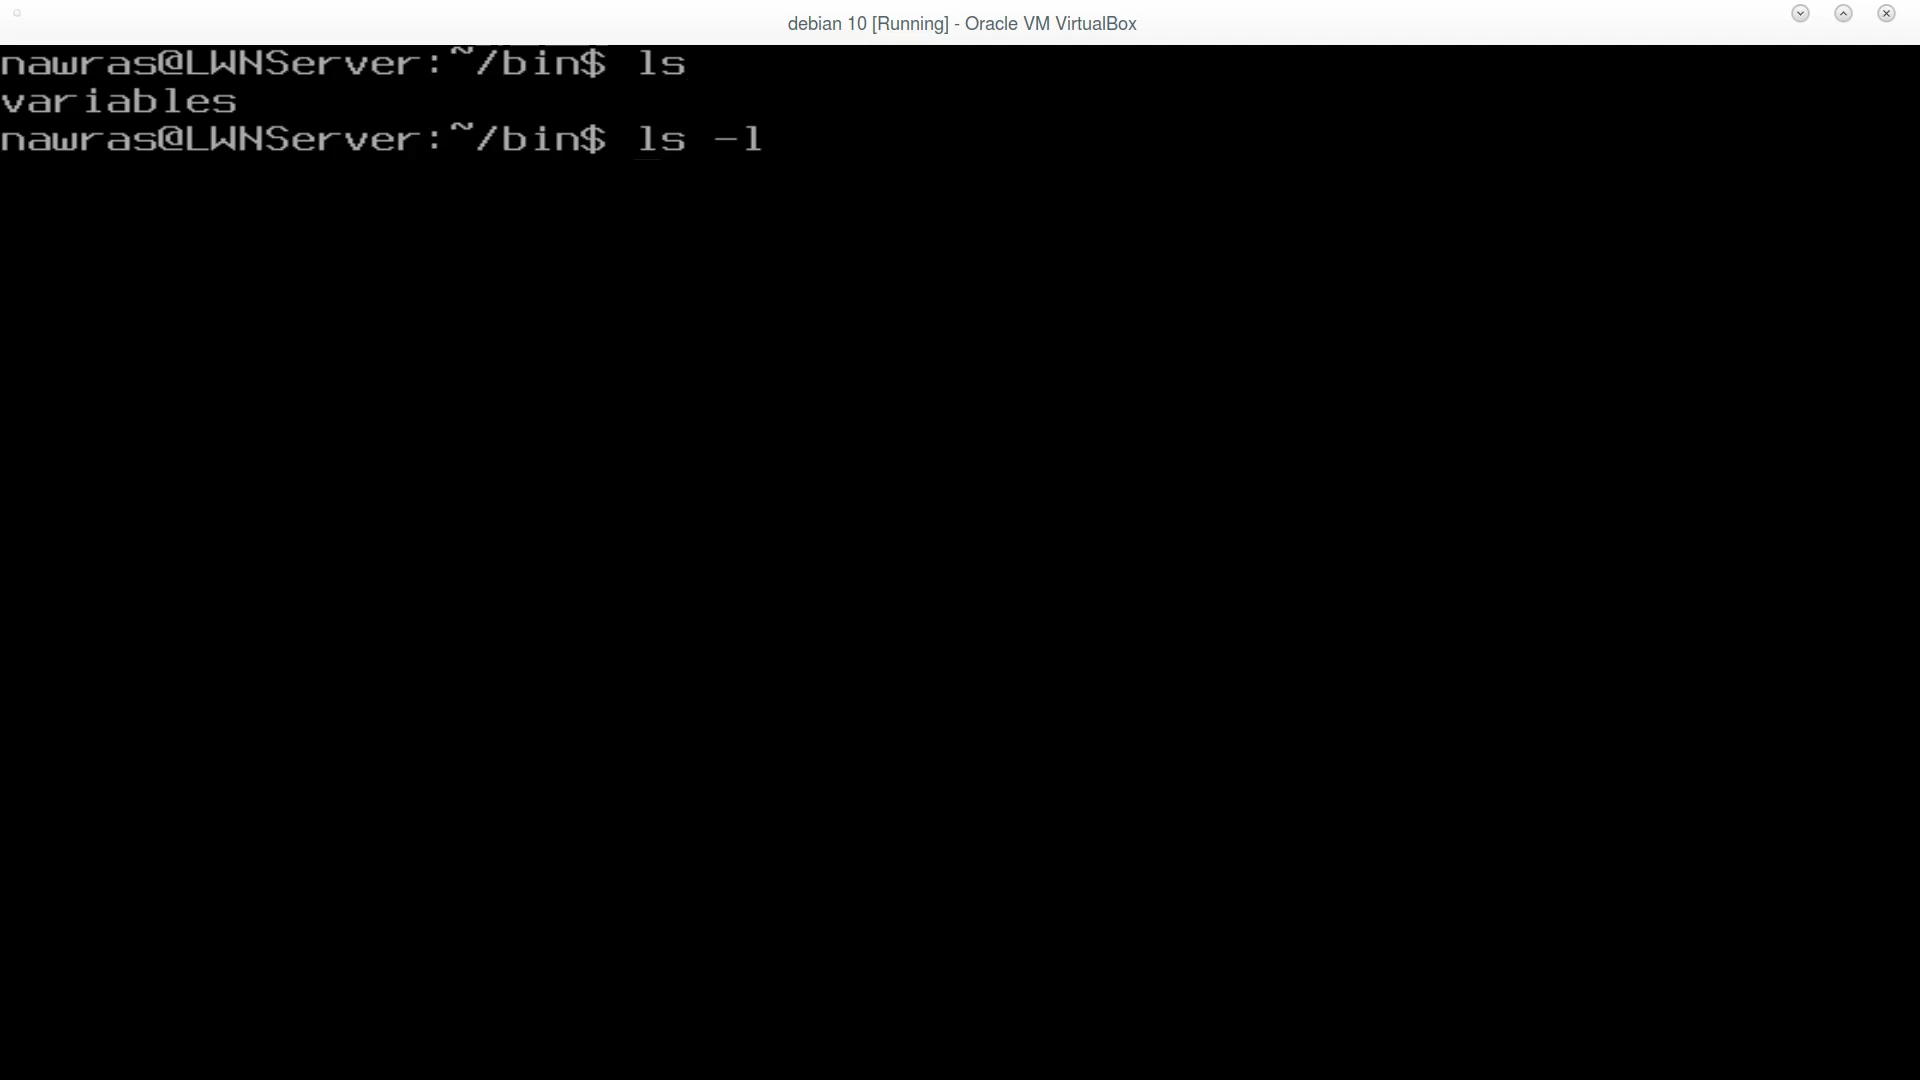 debian 10 [Running] - Oracle VM VirtualBox
nawras@LWNServer:~/bin$ ls
variables
nawras@LWNServer:~/bin$ ls -l